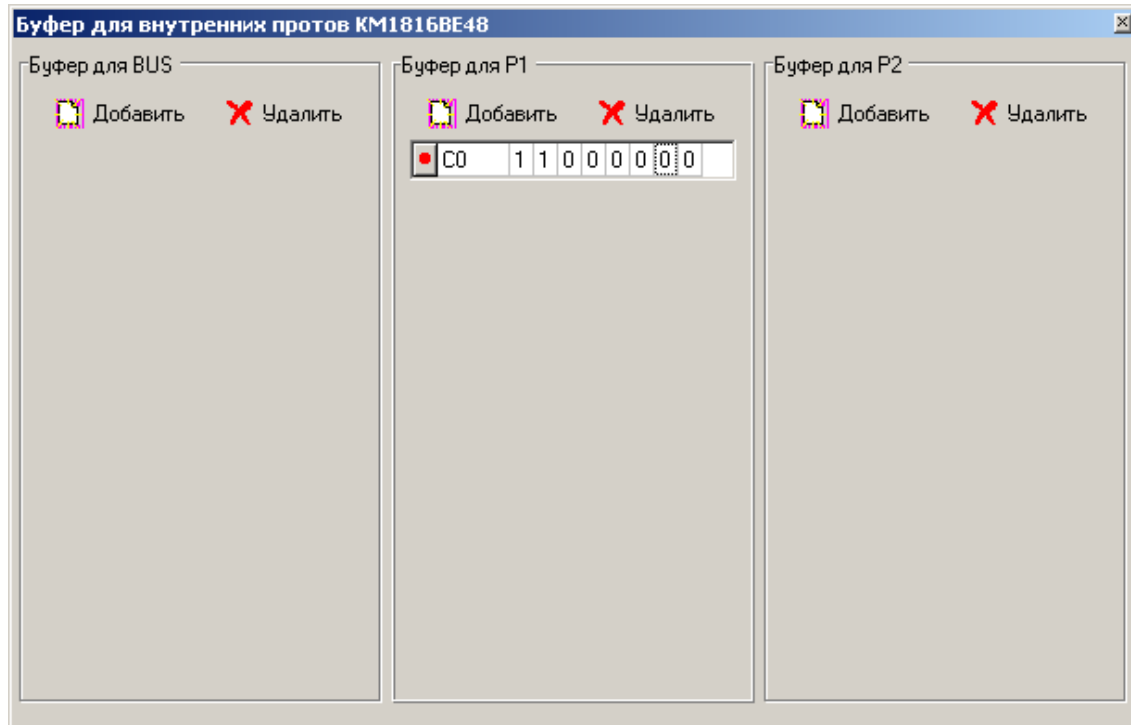 Буфер для внутренних протов КМ1816ВЕ48
Буфер для BUS
Добавить Удалить
Буфер для P1
Добавить Удалить
C0 1 1 0 0 0 0 0 0
Буфер для P2
Добавить Удалить